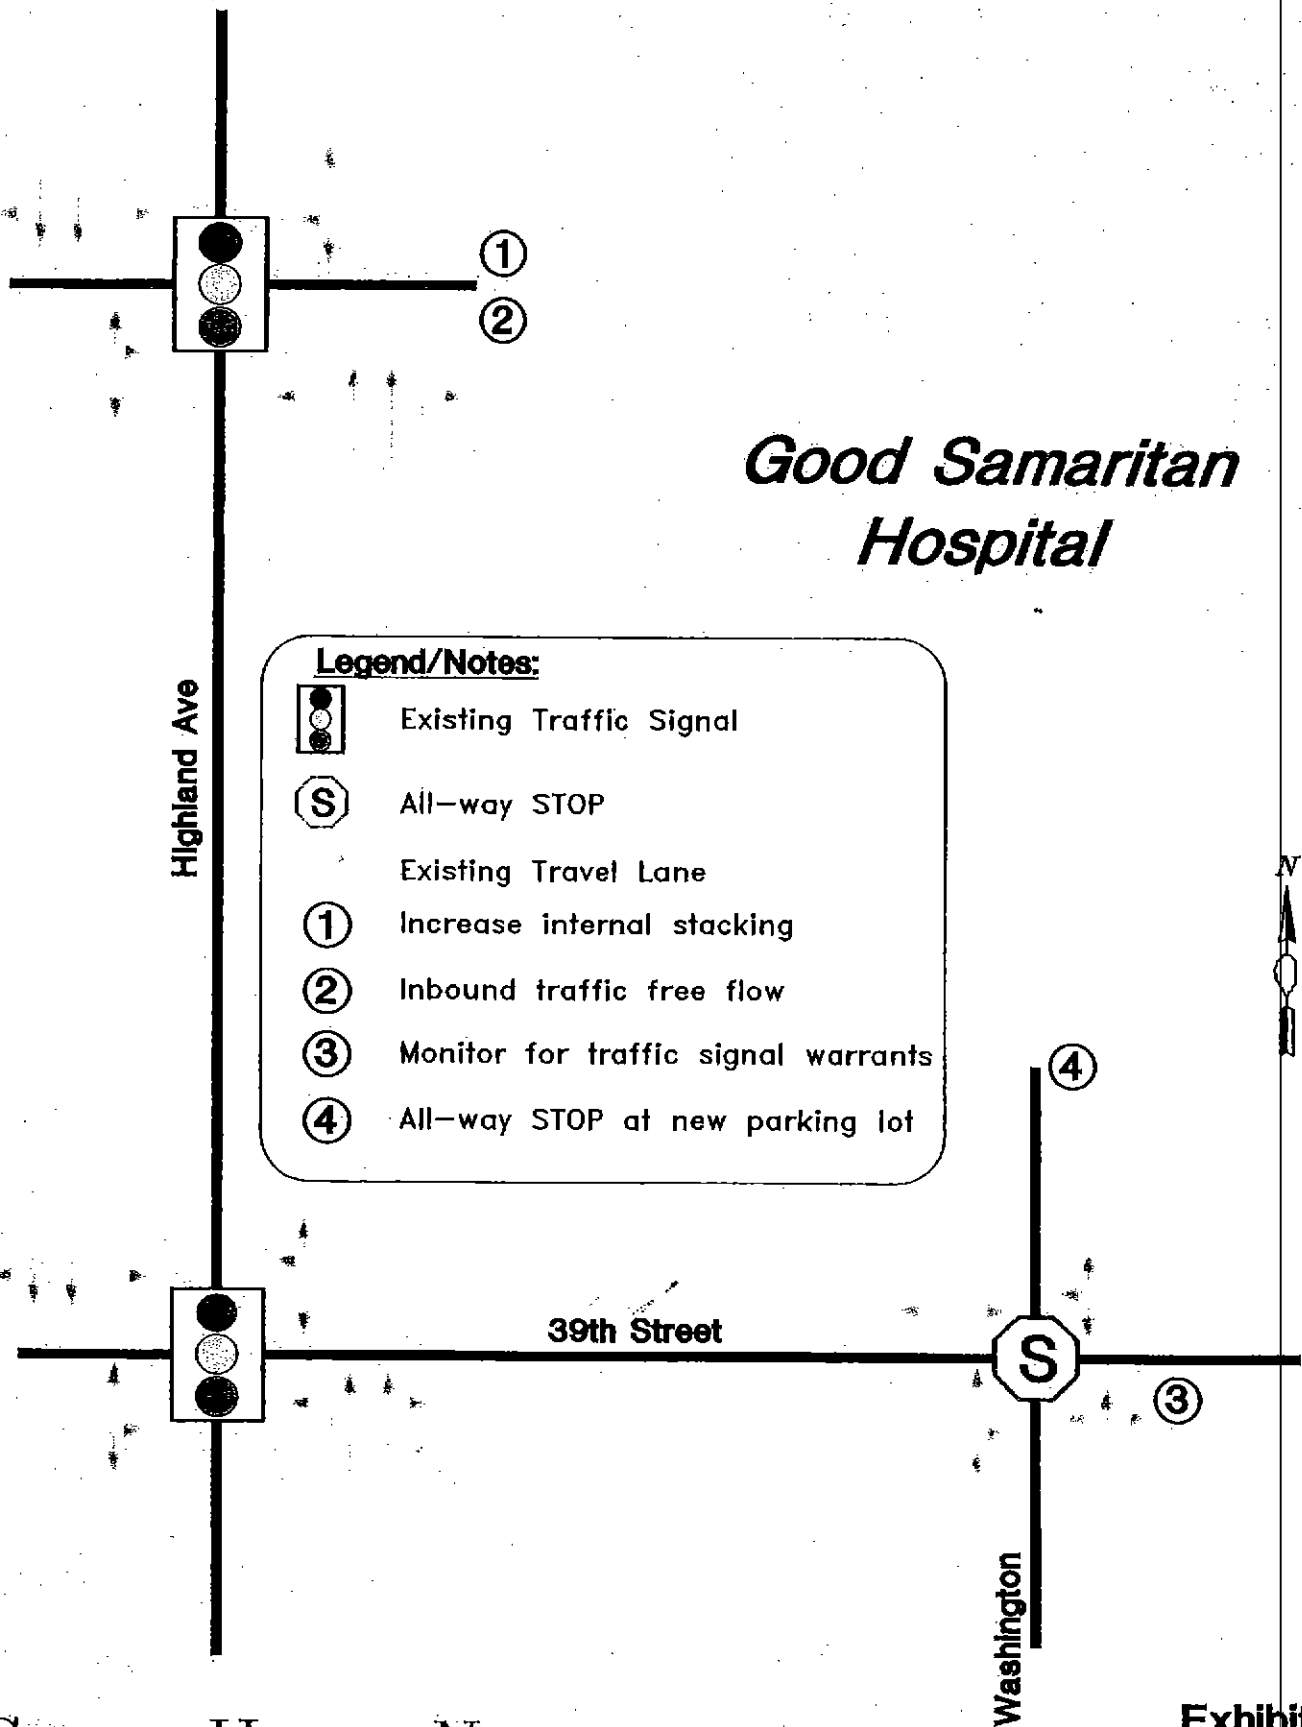 1
2
Good Samaritan
Hospital
Legend/Notes:
Existing Traffic Signal
S All-way STOP
Existing Travel Lane
1 Increase internal stacking
2 Inbound traffic free flow
3 Monitor for traffic signal warrants
4 All-way STOP at new parking lot
Highland Ave
N
4
39th Street
S
3
Washington
Exhibit